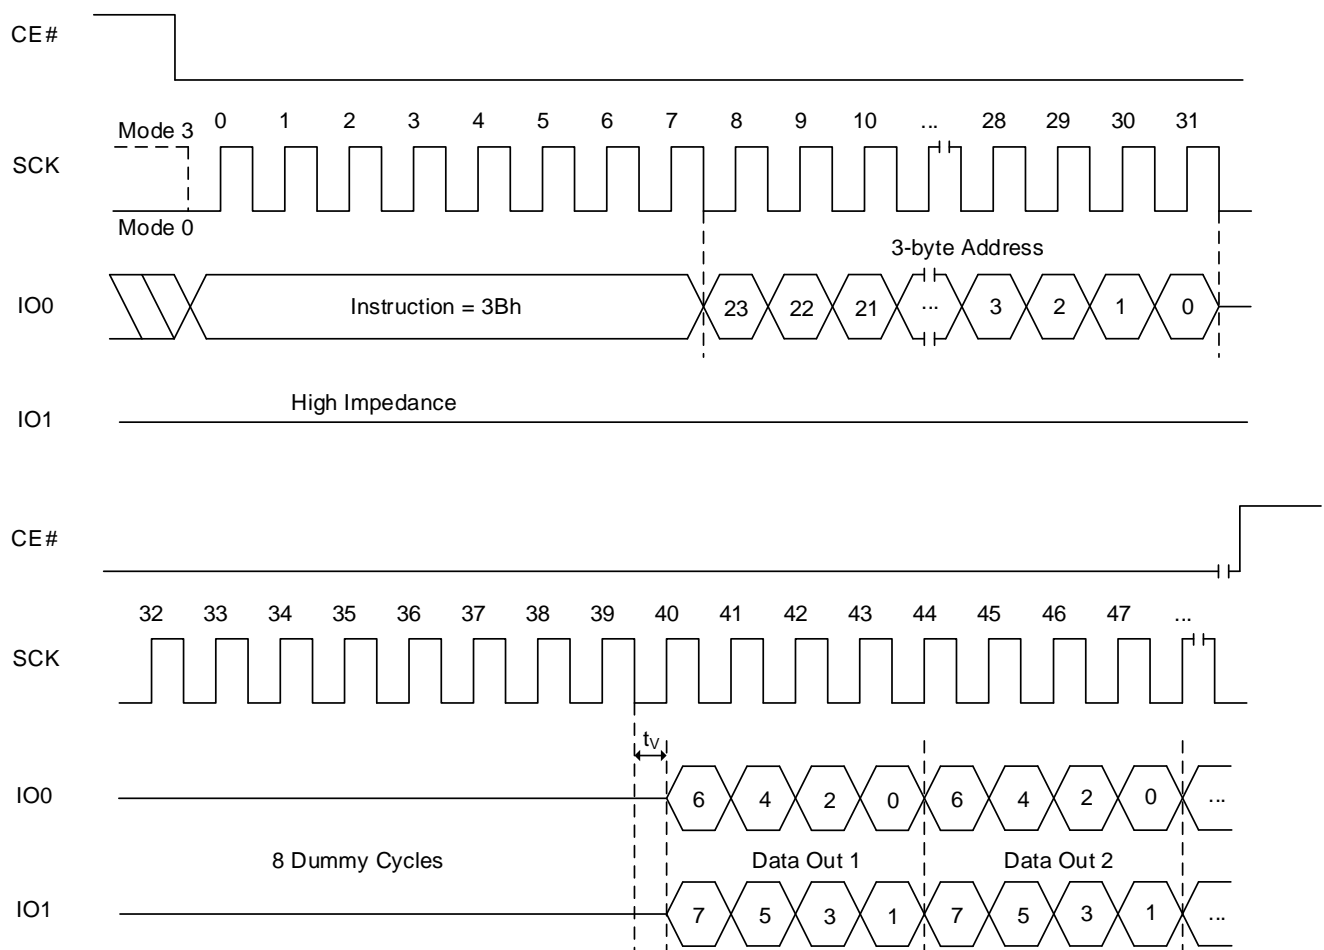 CE#
0 1 2 3 4 5 6 7 8 9 10 ... 28 29 30 31
Mode 3
SCK
Mode 0
3-byte Address
IO0 Instruction = 3Bh 23 22 21 ... 3 2 1 0
High Impedance
IO1
CE#
32 33 34 35 36 37 38 39 40 41 42 43 44 45 46 47 ...
SCK
tV
IO0 6 4 2 0 6 4 2 0 ...
8 Dummy Cycles Data Out 1 Data Out 2
IO1 7 5 3 1 7 5 3 1 ...